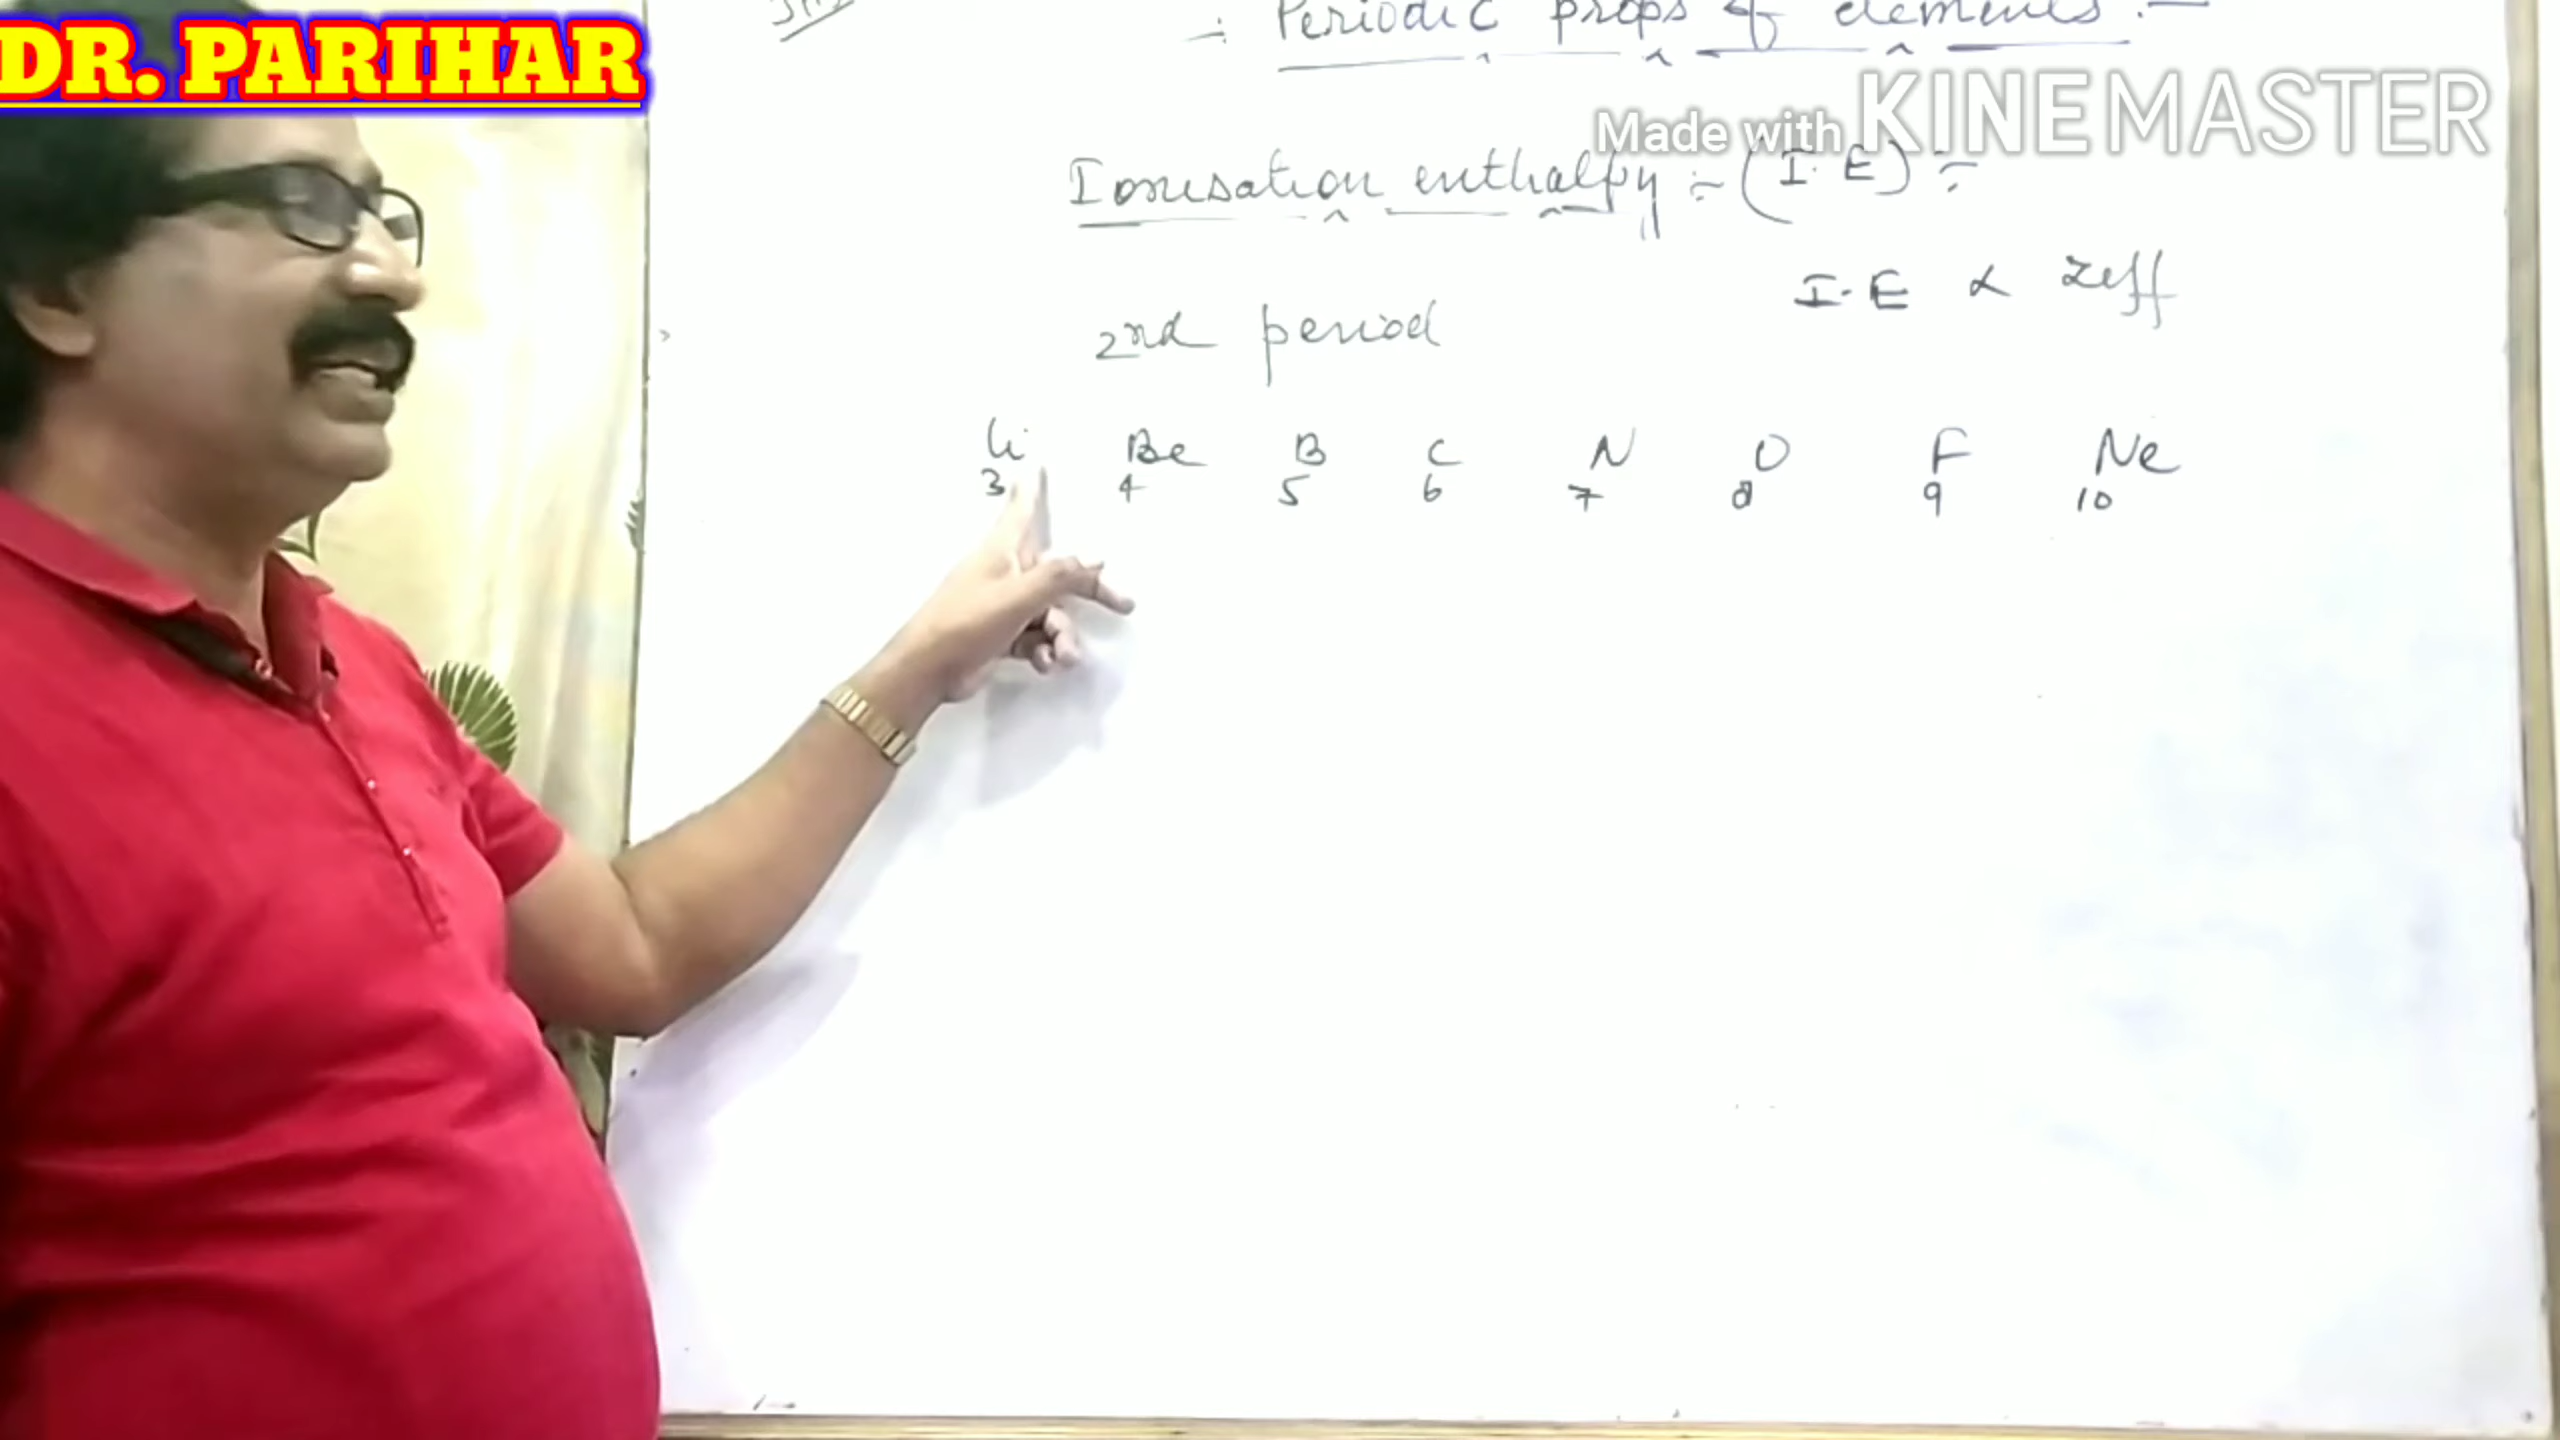 DR. PARIHAR
:- Periodic props of elements :-
Made with KINEMASTER
Ionisation enthalpy :- (I.E) :-
I.E ∝ Zeff
2nd period
Li Be B C N O F Ne
3 4 5 6 7 8 9 10